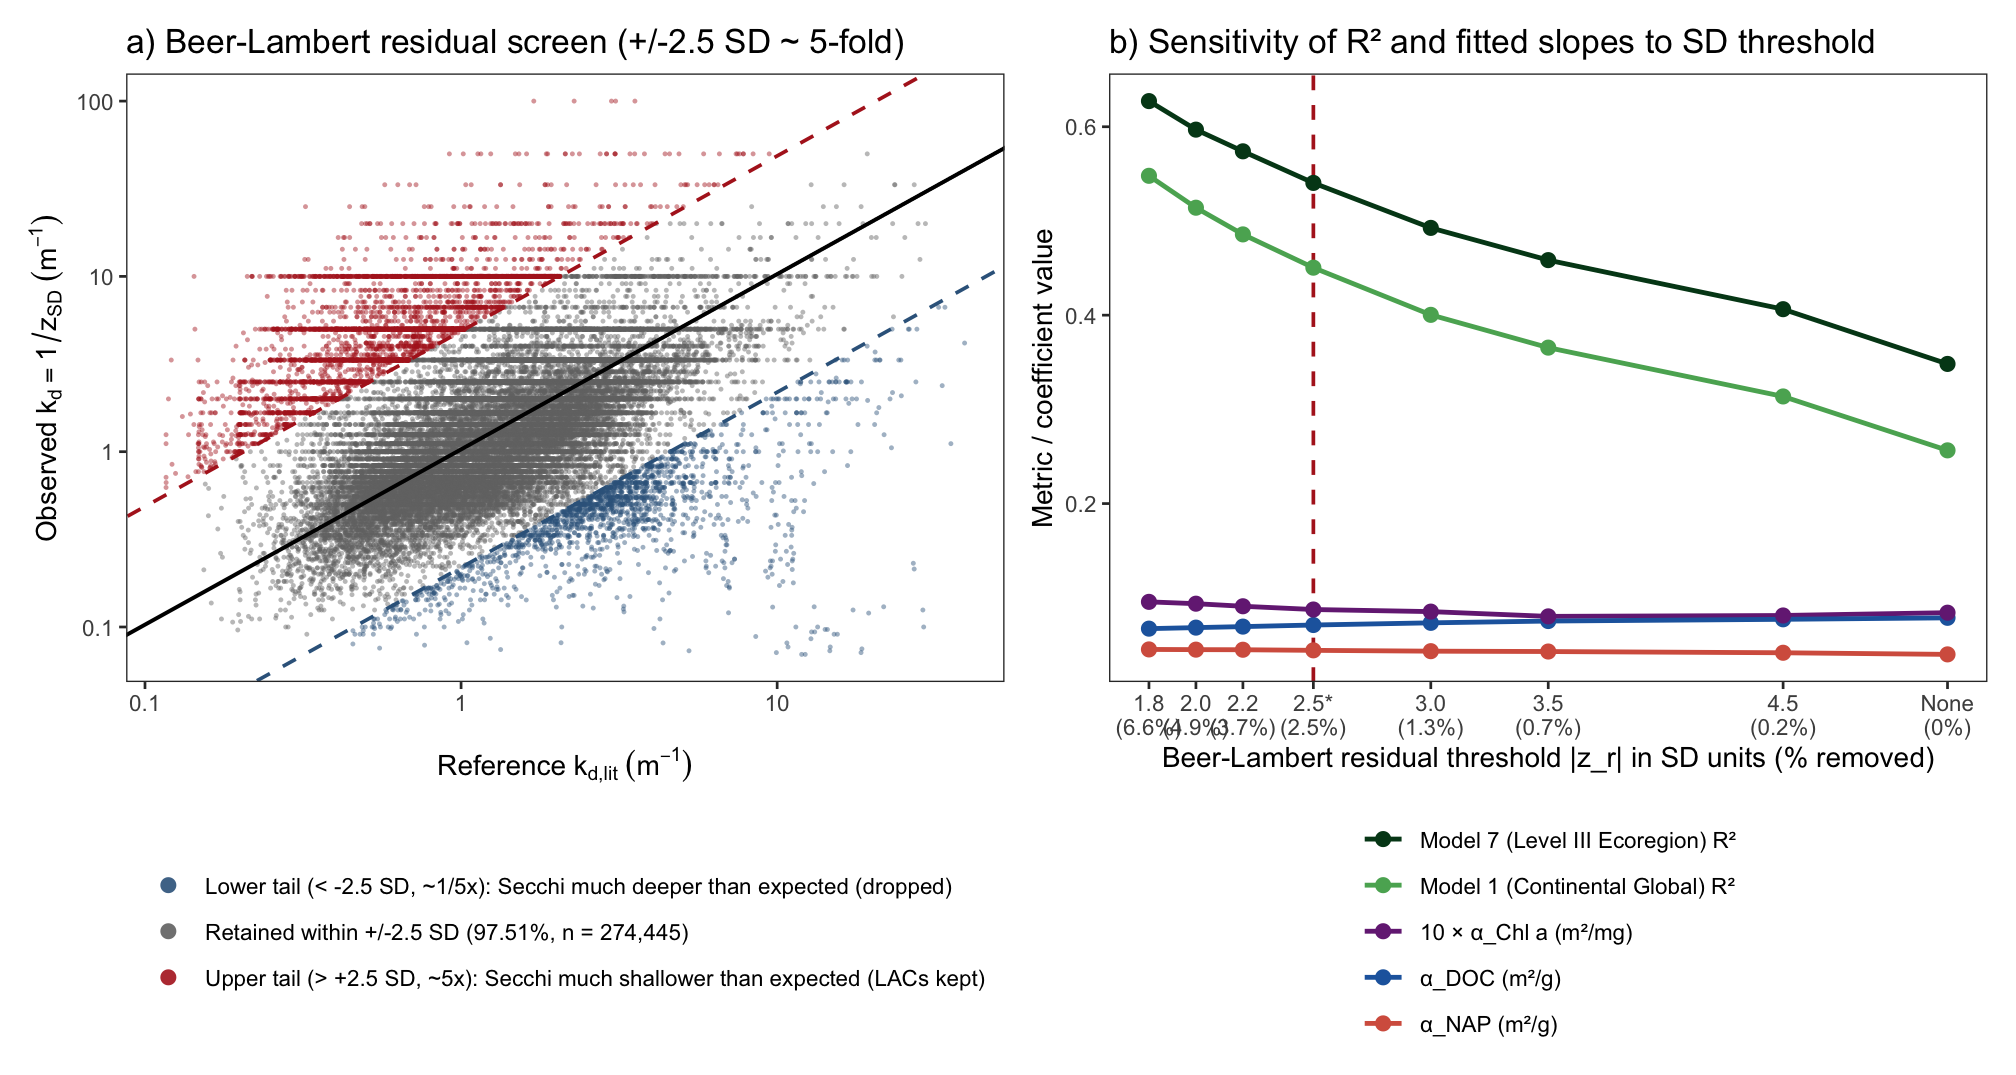 a) Beer-Lambert residual screen (+/-2.5 SD ~ 5-fold)
100
10
1
0.1
Observed k_d = 1/z_SD (m⁻¹)
0.1
1
10
Reference k_d,lit (m⁻¹)
Lower tail (< -2.5 SD, ~1/5x): Secchi much deeper than expected (dropped)
Retained within +/-2.5 SD (97.51%, n = 274,445)
Upper tail (> +2.5 SD, ~5x): Secchi much shallower than expected (LACs kept)
b) Sensitivity of R² and fitted slopes to SD threshold
0.6
0.4
0.2
Metric / coefficient value
1.8 2.0 2.2 2.5* 3.0 3.5 4.5 None
(6.6%) (4.9%) (3.7%) (2.5%) (1.3%) (0.7%) (0.2%) (0%)
Beer-Lambert residual threshold |z_r| in SD units (% removed)
Model 7 (Level III Ecoregion) R²
Model 1 (Continental Global) R²
10 × α_Chl a (m²/mg)
α_DOC (m²/g)
α_NAP (m²/g)